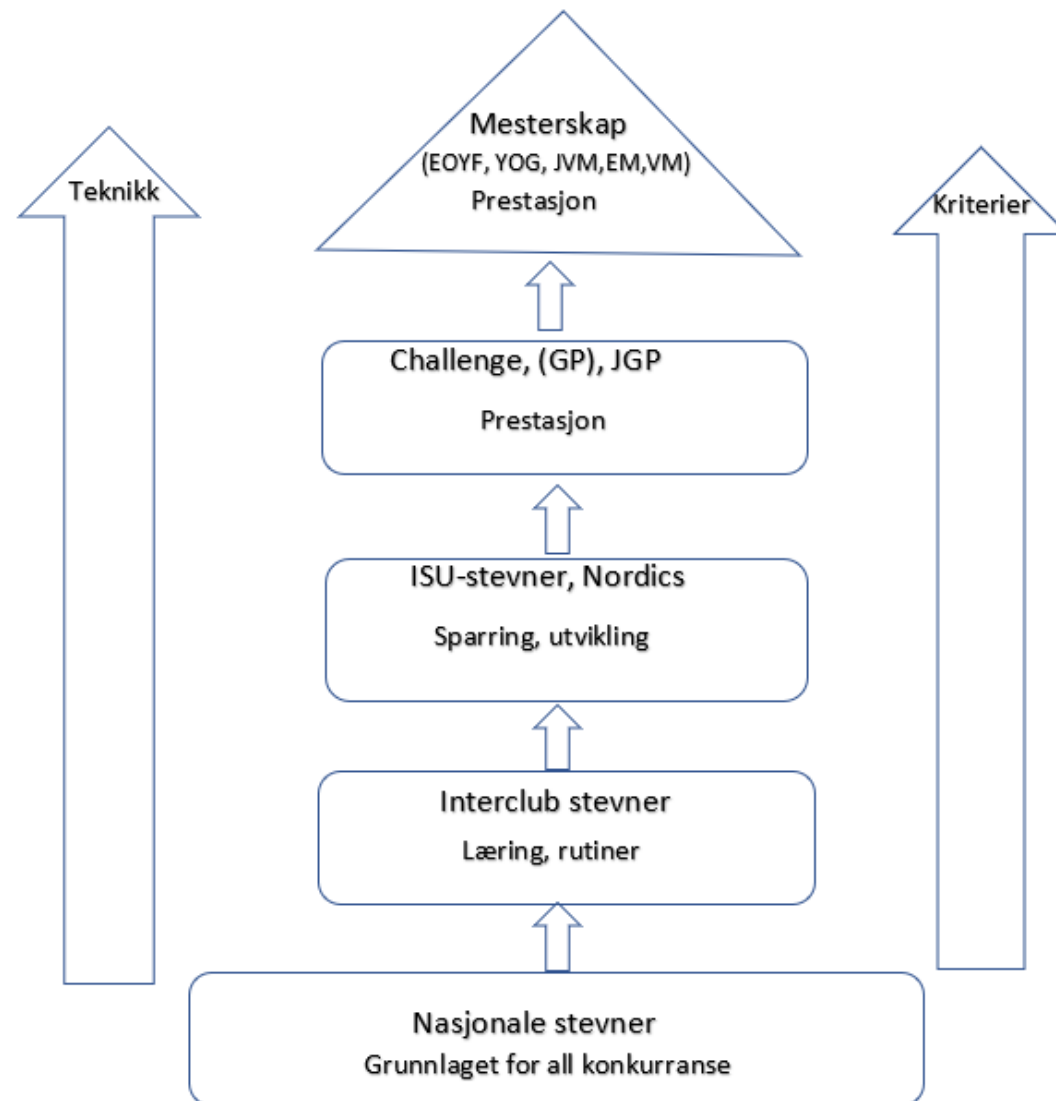 Mesterskap
(EOYF, YOG, JVM,EM,VM)
Prestasjon
Teknikk
Kriterier
Challenge, (GP), JGP
Prestasjon
ISU-stevner, Nordics
Sparring, utvikling
Interclub stevner
Læring, rutiner
Nasjonale stevner
Grunnlaget for all konkurranse